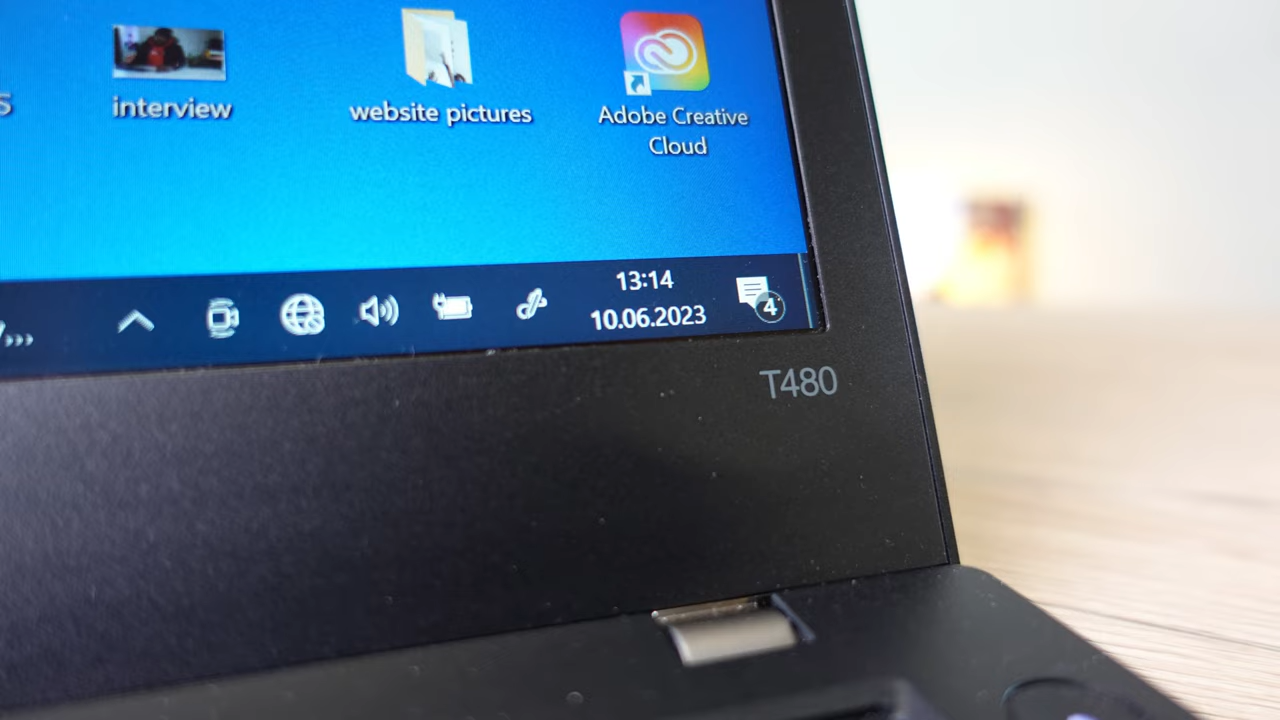 interview
website pictures
Adobe Creative
Cloud
13:14
10.06.2023
4
T480